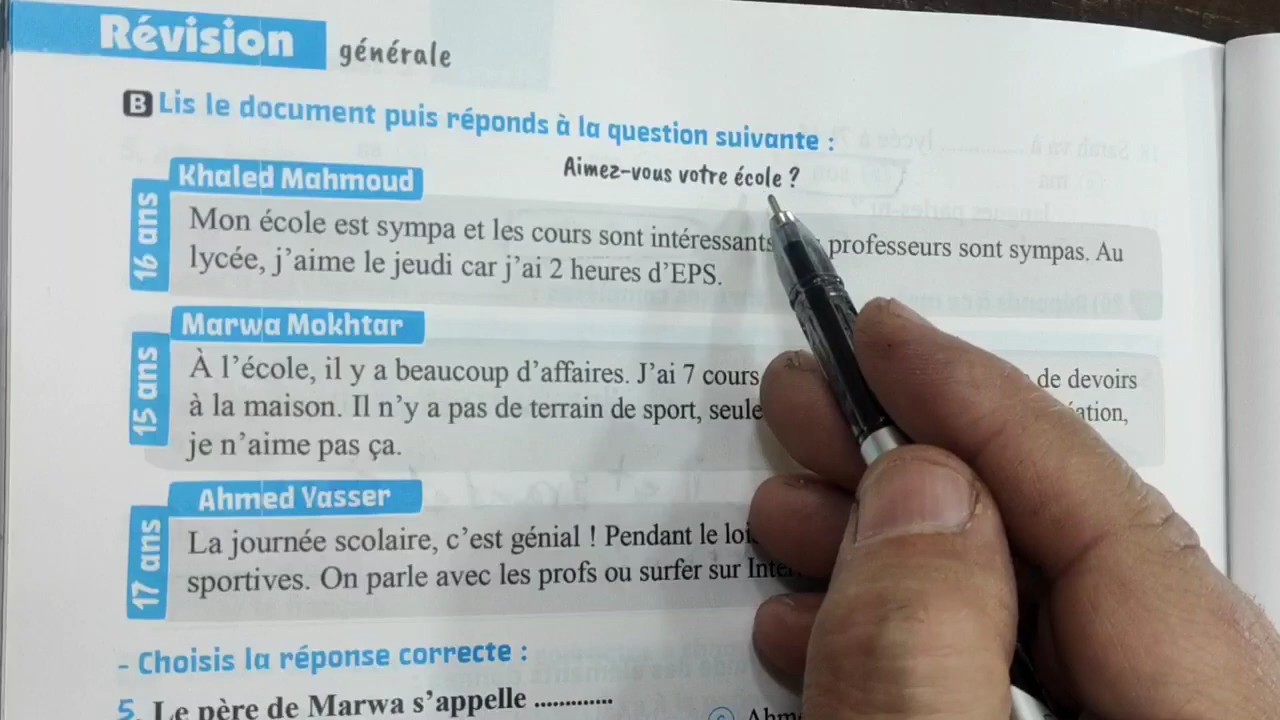 Révision générale
B Lis le document puis réponds à la question suivante :
Aimez-vous votre école ?
Khaled Mahmoud
16 ans
Mon école est sympa et les cours sont intéressants professeurs sont sympas. Au
lycée, j'aime le jeudi car j'ai 2 heures d'EPS.
Marwa Mokhtar
15 ans
À l'école, il y a beaucoup d'affaires. J'ai 7 cours de devoirs
à la maison. Il n'y a pas de terrain de sport,
je n'aime pas ça.
Ahmed Yasser
17 ans
La journée scolaire, c'est génial ! Pendant le
sportives. On parle avec les profs ou surfer sur
- Choisis la réponse correcte :
5. Le père de Marwa s'appelle .............
c